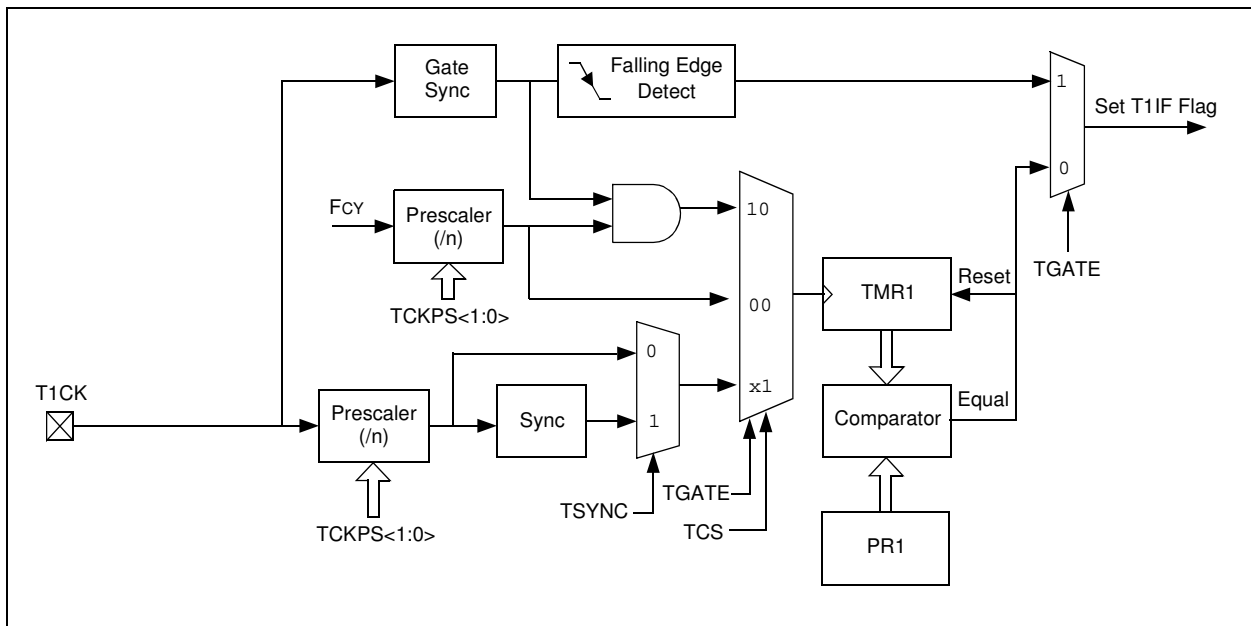 Gate
Sync
Falling Edge
Detect
1
Set T1IF Flag
0
TGATE
FCY
Prescaler
(/n)
TCKPS<1:0>
10
00
x1
TMR1
Reset
T1CK
Prescaler
(/n)
TCKPS<1:0>
Sync
0
1
TSYNC
TGATE
TCS
Comparator
Equal
PR1